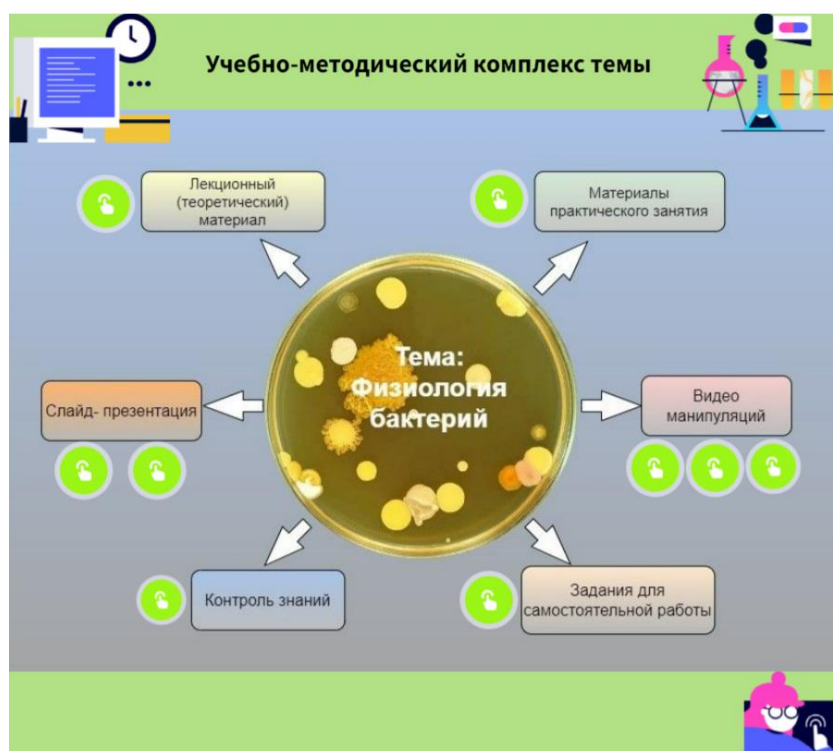 Учебно-методический комплекс темы
Лекционный
(теоретический)
материал
Материалы
практического занятия
Тема:
Физиология
бактерий
Слайд- презентация
Видео
манипуляций
Контроль знаний
Задания для
самостоятельной работы